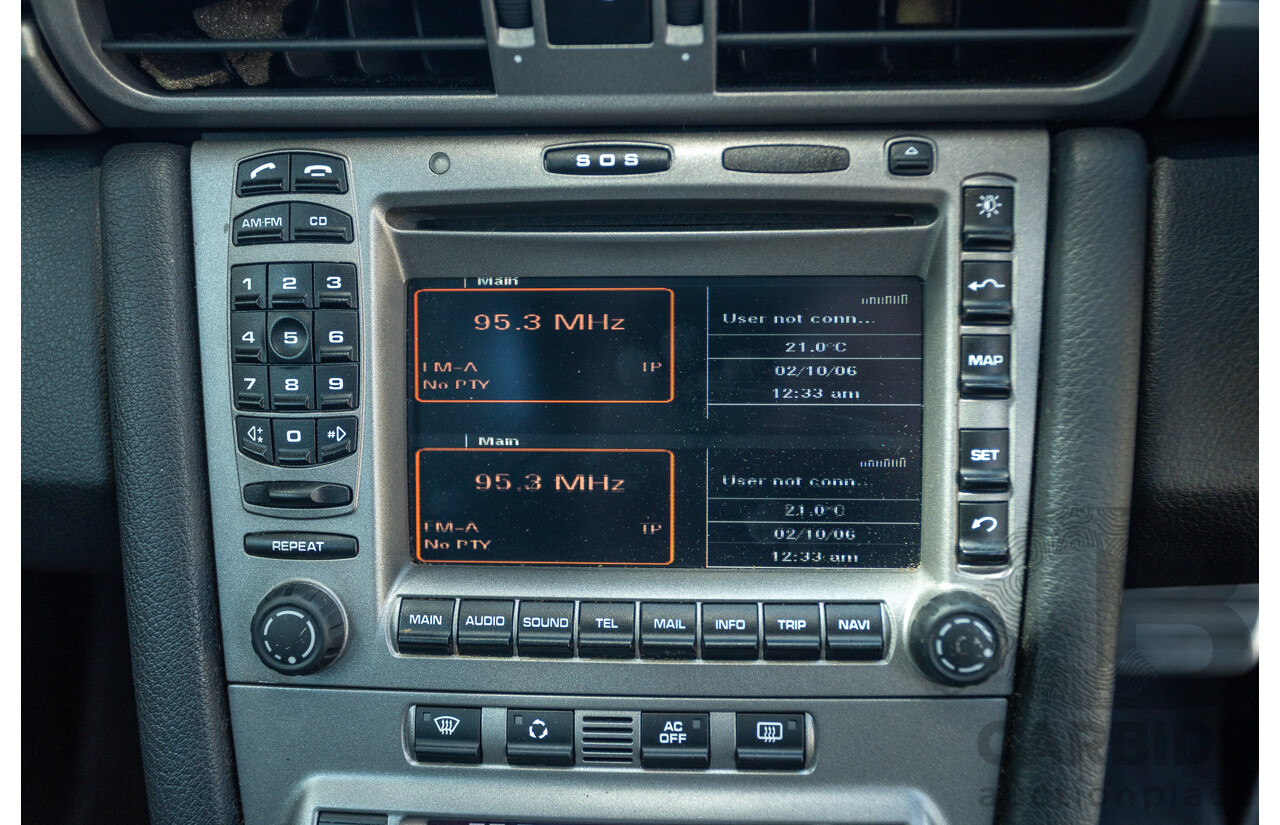 SOS
AM·FM CD
1 2 3
4 5 6
7 8 9
+ * 0 #
REPEAT
Main
95.3 MHz
FM-A TP
No PTY
User not conn...
21.0°C
02/10/06
12:33 am
Main
95.3 MHz
FM-A TP
No PTY
User not conn...
21.0°C
02/10/06
12:33 am
MAP
SET
MAIN AUDIO SOUND TEL MAIL INFO TRIP NAVI
AC
OFF